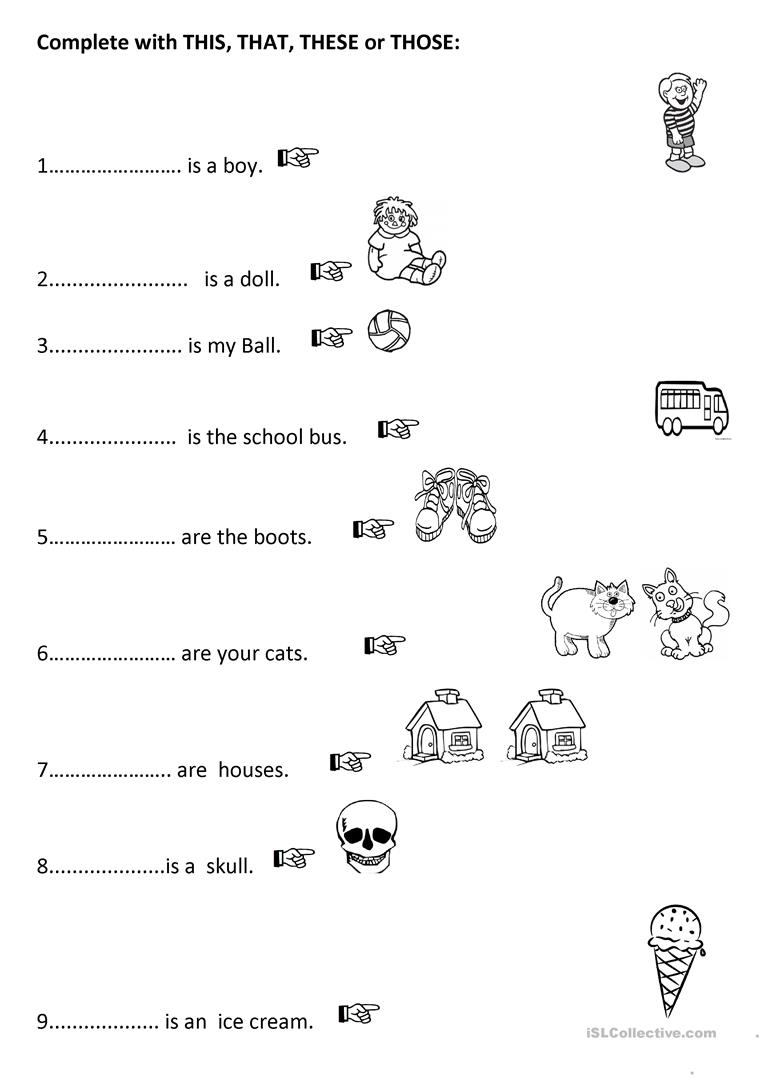 Complete with THIS, THAT, THESE or THOSE:
1……………………. is a boy.
2........................ is a doll.
3....................... is my Ball.
4...................... is the school bus.
5…………………… are the boots.
6…………………… are your cats.
7………………….. are houses.
8....................is a skull.
9................... is an ice cream.
iSLCollective.com